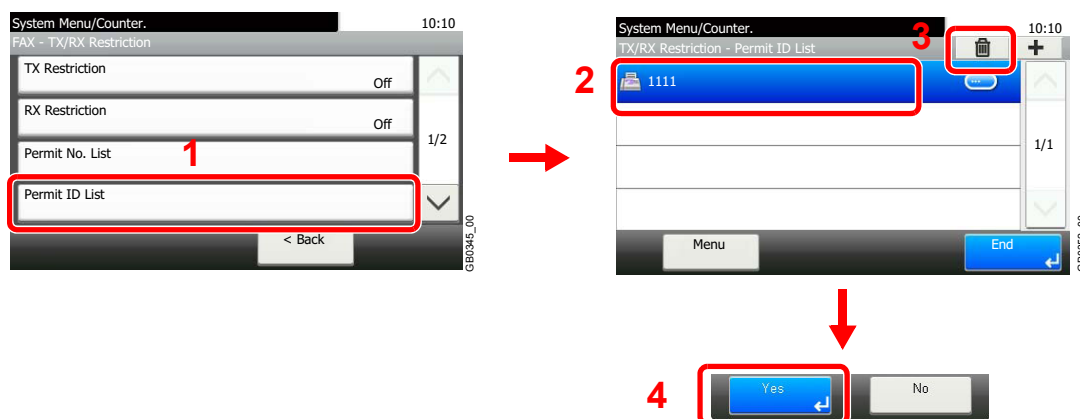 System Menu/Counter. 10:10
FAX - TX/RX Restriction
TX Restriction
Off
RX Restriction
Off
1/2
Permit No. List
1
Permit ID List
< Back
GB0345_00
System Menu/Counter. 10:10
TX/RX Restriction - Permit ID List
3
2
1111
1/1
Menu
End
4
Yes
No